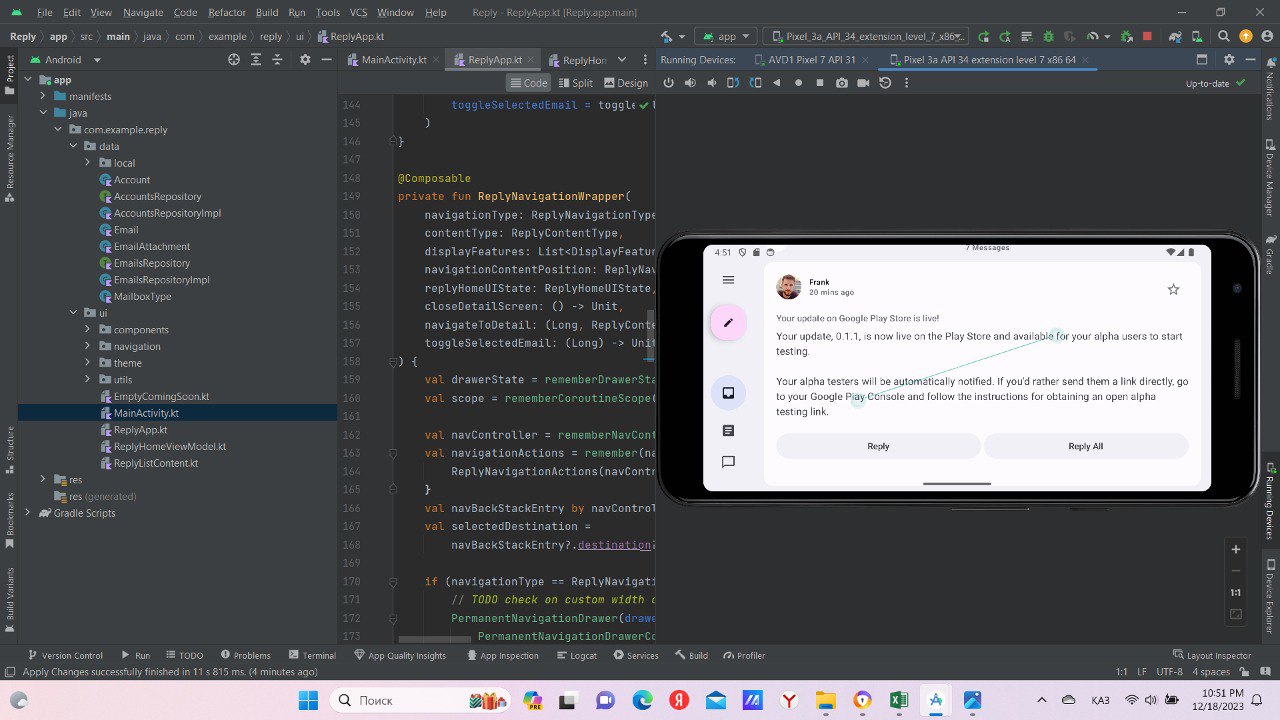 File Edit View Navigate Code Refactor Build Run Tools VCS Window Help Reply - ReplyApp.kt [Reply.app.main]
Reply app src main java com example reply ui ReplyApp.kt
app Pixel_3a_API_34_extension_level_7_x86
Android
MainActivity.kt ReplyApp.kt ReplyHon
Running Devices: AVD1 Pixel 7 API 31 Pixel 3a API 34 extension level 7 x86 64
Code Split Design
Up-to-date
Project
Resource Manager
Structure
Bookmarks
Build Variants
app
manifests
java
com.example.reply
data
local
Account
AccountsRepository
AccountsRepositoryImpl
Email
EmailAttachment
EmailsRepository
EmailsRepositoryImpl
MailboxType
ui
components
navigation
theme
utils
EmptyComingSoon.kt
MainActivity.kt
ReplyApp.kt
ReplyHomeViewModel.kt
ReplyListContent.kt
res
res (generated)
Gradle Scripts
144 toggleSelectedEmail = toggle
145 )
146 }
147
148 @Composable
149 private fun ReplyNavigationWrapper(
150 navigationType: ReplyNavigationType
151 contentType: ReplyContentType,
152 displayFeatures: List<DisplayFeatur
153 navigationContentPosition: ReplyNav
154 replyHomeUIState: ReplyHomeUIState,
155 closeDetailScreen: () -> Unit,
156 navigateToDetail: (Long, ReplyConte
157 toggleSelectedEmail: (Long) -> Unit
158 ) {
159 val drawerState = rememberDrawerSta
160 val scope = rememberCoroutineScope(
161
162 val navController = rememberNavCont
163 val navigationActions = remember(na
164 ReplyNavigationActions(navContr
165 }
166 val navBackStackEntry by navControl
167 val selectedDestination =
168 navBackStackEntry?.destination?
169
170 if (navigationType == ReplyNavigati
171 // TODO check on custom width o
172 PermanentNavigationDrawer(drawe
173 PermanentNavigationDrawerCo
4:51
7 Messages
Frank
20 mins ago
Your update on Google Play Store is live!
Your update, 0.1.1, is now live on the Play Store and available for your alpha users to start
testing.
Your alpha testers will be automatically notified. If you'd rather send them a link directly, go
to your Google Play Console and follow the instructions for obtaining an open alpha
testing link.
Reply Reply All
1:1
Notifications
Device Manager
Gradle
Running Devices
Device Explorer
Version Control Run TODO Problems Terminal App Quality Insights App Inspection Logcat Services Build Profiler Layout Inspector
Apply Changes successfully finished in 11 s 815 ms. (4 minutes ago) 1:1 LF UTF-8 4 spaces
Поиск
PRE
ҚАЗ
10:51 PM
12/18/2023